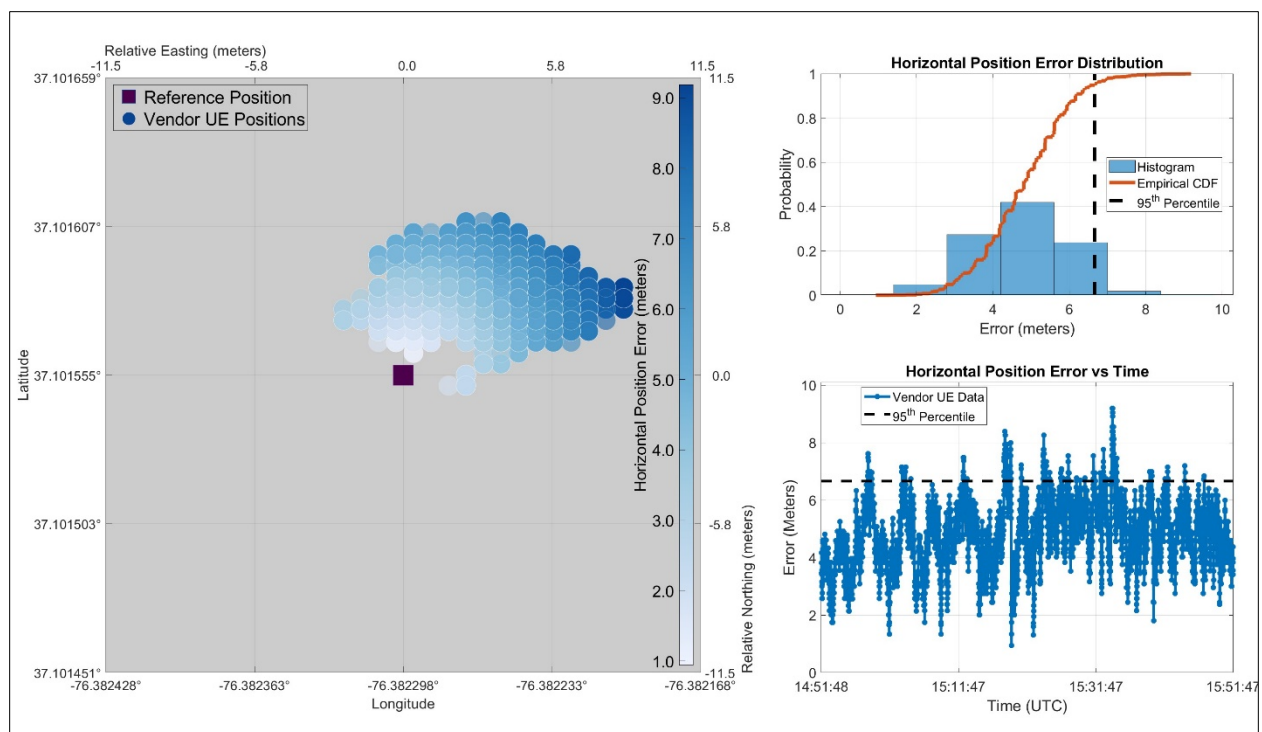 Relative Easting (meters)
-11.5 -5.8 0.0 5.8 11.5
37.101659° 11.5
Reference Position
Vendor UE Positions
37.101607° 5.8
37.101555° 0.0
37.101503° -5.8
37.101451° -11.5
Latitude
-76.382428° -76.382363° -76.382298° -76.382233° -76.382168°
Longitude
Relative Northing (meters)
Horizontal Position Error (meters)
9.0
8.0
7.0
6.0
5.0
4.0
3.0
2.0
1.0
Horizontal Position Error Distribution
Probability
1
0.8
0.6
0.4
0.2
0
Histogram
Empirical CDF
95th Percentile
0 2 4 6 8 10
Error (meters)
Horizontal Position Error vs Time
Error (Meters)
10
8
6
4
2
0
Vendor UE Data
95th Percentile
14:51:48 15:11:47 15:31:47 15:51:47
Time (UTC)